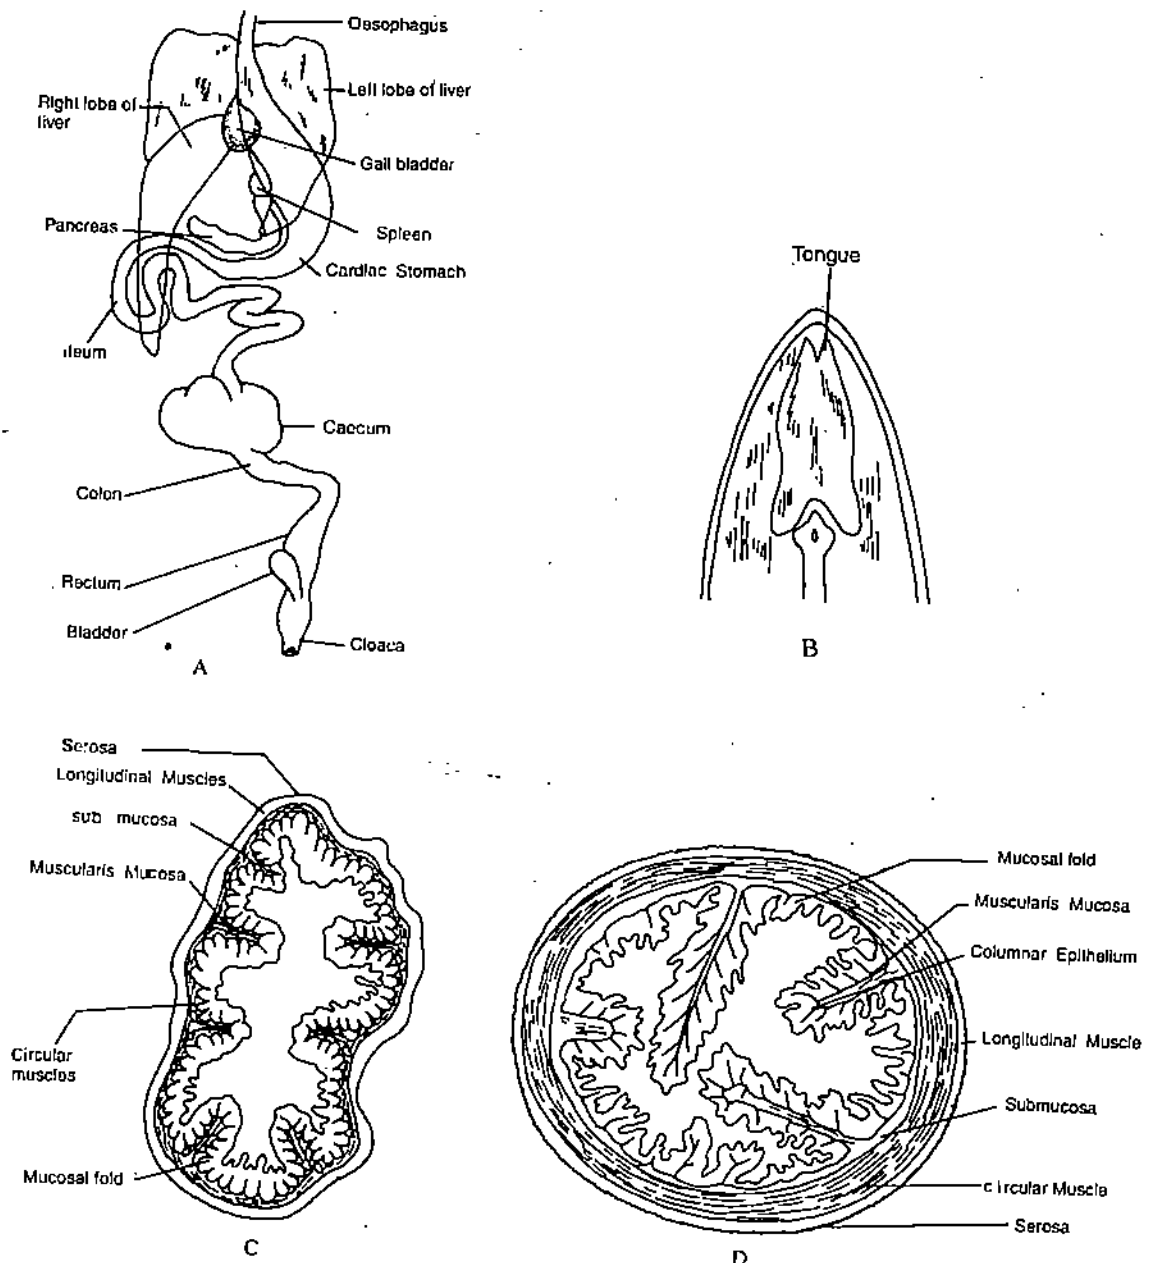 Oesophagus
Left lobe of liver
Right lobe of
liver
Gall bladder
Pancreas
Spleen
Cardiac Stomach
Ileum
Caecum
Colon
Rectum
Bladder
Cloaca
A
Tongue
B
Serosa
Longitudinal Muscles
sub mucosa
Muscularis Mucosa
Circular
muscles
Mucosal fold
C
Mucosal fold
Muscularis Mucosa
Columnar Epithelium
Longitudinal Muscle
Submucosa
circular Muscle
Serosa
D